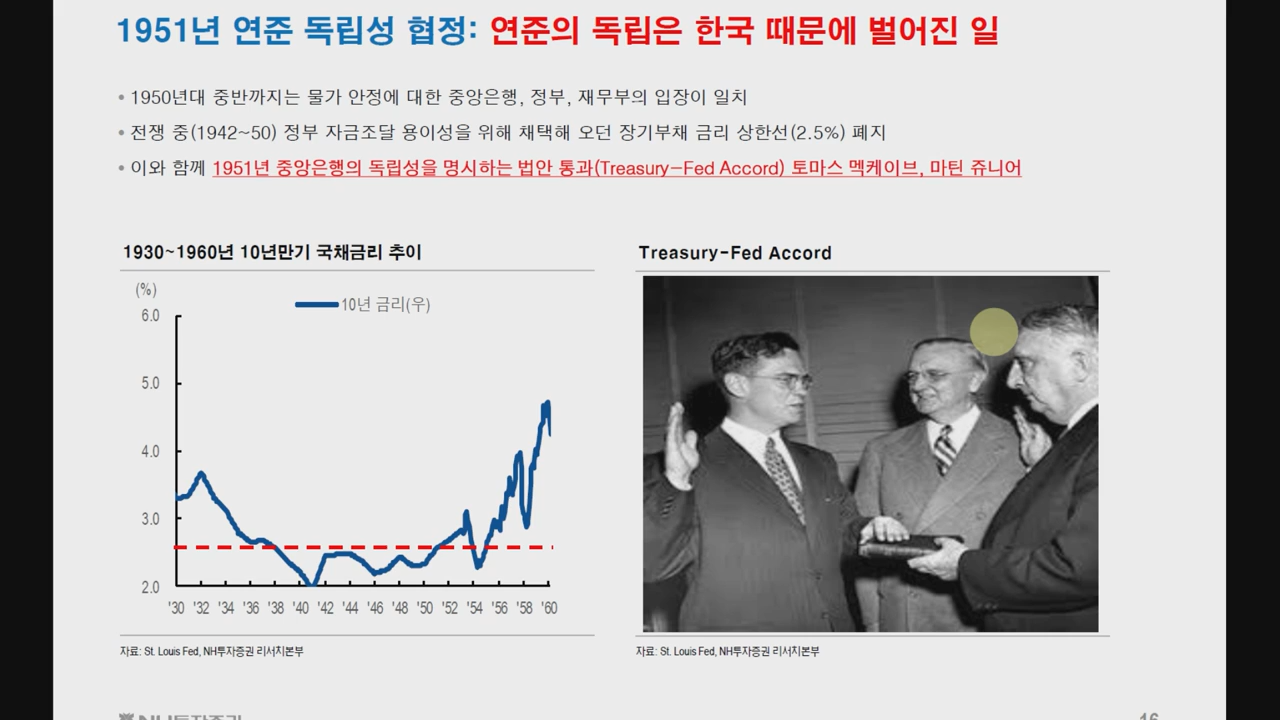 1951년 연준 독립성 협정: 연준의 독립은 한국 때문에 벌어진 일
• 1950년대 중반까지는 물가 안정에 대한 중앙은행, 정부, 재무부의 입장이 일치
• 전쟁 중(1942~50) 정부 자금조달 용이성을 위해 채택해 오던 장기부채 금리 상한선(2.5%) 폐지
• 이와 함께 1951년 중앙은행의 독립성을 명시하는 법안 통과(Treasury-Fed Accord) 토마스 멕케이브, 마틴 쥬니어
1930~1960년 10년만기 국채금리 추이
(%)
10년 금리(우)
6.0
5.0
4.0
3.0
2.0
'30 '32 '34 '36 '38 '40 '42 '44 '46 '48 '50 '52 '54 '56 '58 '60
자료: St. Louis Fed, NH투자증권 리서치본부
Treasury-Fed Accord
자료: St. Louis Fed, NH투자증권 리서치본부
NH투자증권
16